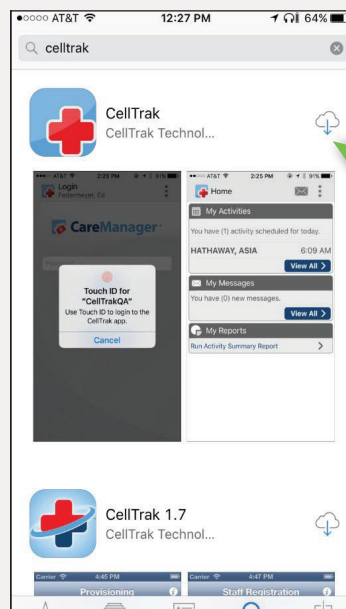 AT&T 12:27 PM 64%
celltrak
CellTrak
CellTrak Technol...
AT&T 2:25 PM 91%
Login
Federmeyer, Ed
CareManager
Touch ID for
"CellTrakQA"
Use Touch ID to login to the
CellTrak app.
Cancel
AT&T 2:25 PM 91%
Home
My Activities
You have (1) activity scheduled for today.
HATHAWAY, ASIA 6:09 AM
View All
My Messages
You have (0) new messages.
View All
My Reports
Run Activity Summary Report
CellTrak 1.7
CellTrak Technol...
Carrier 4:45 PM
Provisioning
Carrier 4:47 PM
Staff Registration